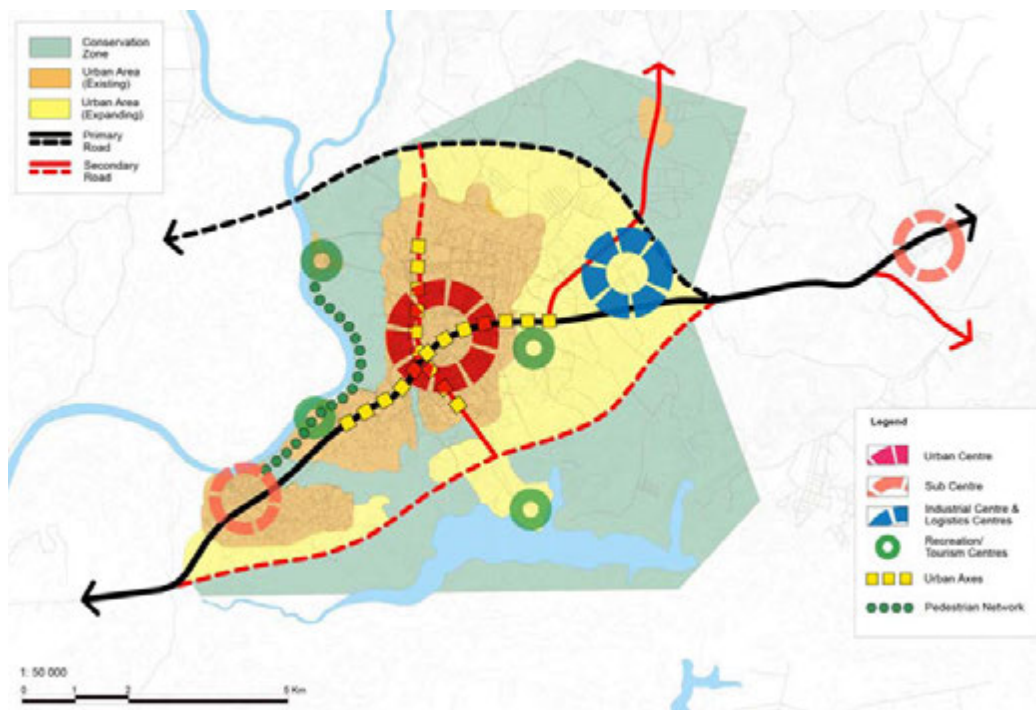 Conservation
Zone
Urban Area
(Existing)
Urban Area
(Expanding)
Primary
Road
Secondary
Road
Legend
Urban Centre
Sub Centre
Industrial Centre &
Logistics Centres
Recreation/
Tourism Centres
Urban Axes
Pedestrian Network
1: 50 000
0 1 2 5 Km